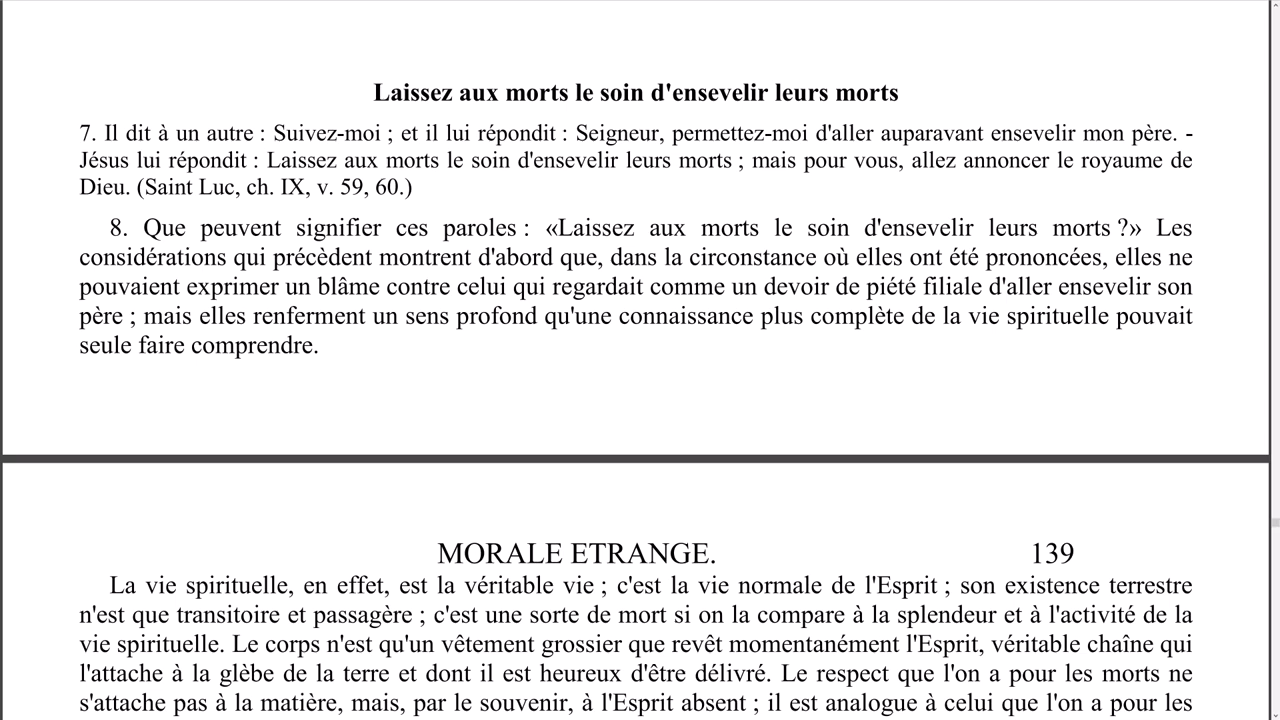 Laissez aux morts le soin d'ensevelir leurs morts
7. Il dit à un autre : Suivez-moi ; et il lui répondit : Seigneur, permettez-moi d'aller auparavant ensevelir mon père. -
Jésus lui répondit : Laissez aux morts le soin d'ensevelir leurs morts ; mais pour vous, allez annoncer le royaume de
Dieu. (Saint Luc, ch. IX, v. 59, 60.)
8. Que peuvent signifier ces paroles : «Laissez aux morts le soin d'ensevelir leurs morts ?» Les
considérations qui précèdent montrent d'abord que, dans la circonstance où elles ont été prononcées, elles ne
pouvaient exprimer un blâme contre celui qui regardait comme un devoir de piété filiale d'aller ensevelir son
père ; mais elles renferment un sens profond qu'une connaissance plus complète de la vie spirituelle pouvait
seule faire comprendre.
MORALE ETRANGE. 139
La vie spirituelle, en effet, est la véritable vie ; c'est la vie normale de l'Esprit ; son existence terrestre
n'est que transitoire et passagère ; c'est une sorte de mort si on la compare à la splendeur et à l'activité de la
vie spirituelle. Le corps n'est qu'un vêtement grossier que revêt momentanément l'Esprit, véritable chaîne qui
l'attache à la glèbe de la terre et dont il est heureux d'être délivré. Le respect que l'on a pour les morts ne
s'attache pas à la matière, mais, par le souvenir, à l'Esprit absent ; il est analogue à celui que l'on a pour les